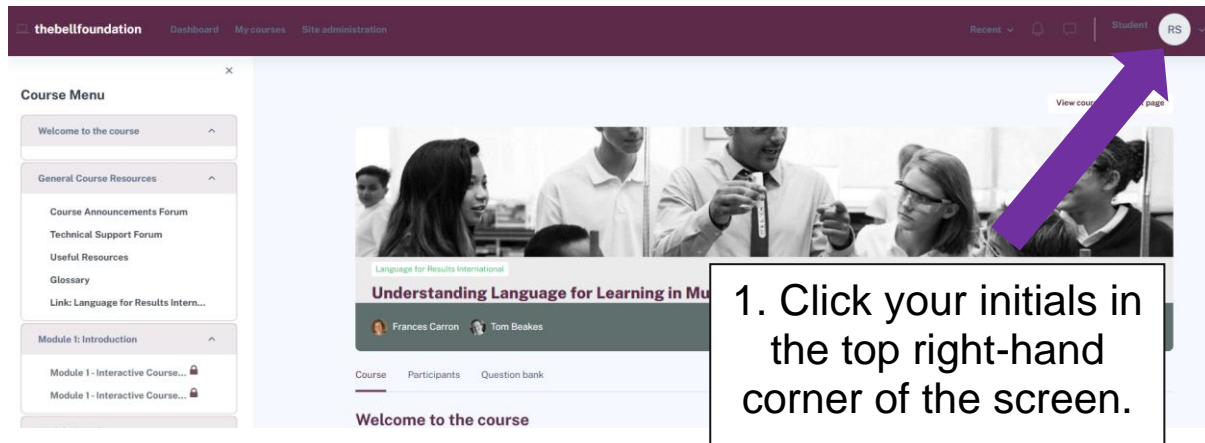 thebellfoundation Dashboard My courses Site administration Recent Student RS
Course Menu
View cour page
Welcome to the course
General Course Resources
Course Announcements Forum
Technical Support Forum
Useful Resources
Glossary
Link: Language for Results Intern...
Language for Results International
Understanding Language for Learning in Mu
Frances Carron Tom Beakes
Module 1: Introduction
Module 1 - Interactive Course...
Module 1 - Interactive Course...
Course Participants Question bank
Welcome to the course
1. Click your initials in
the top right-hand
corner of the screen.